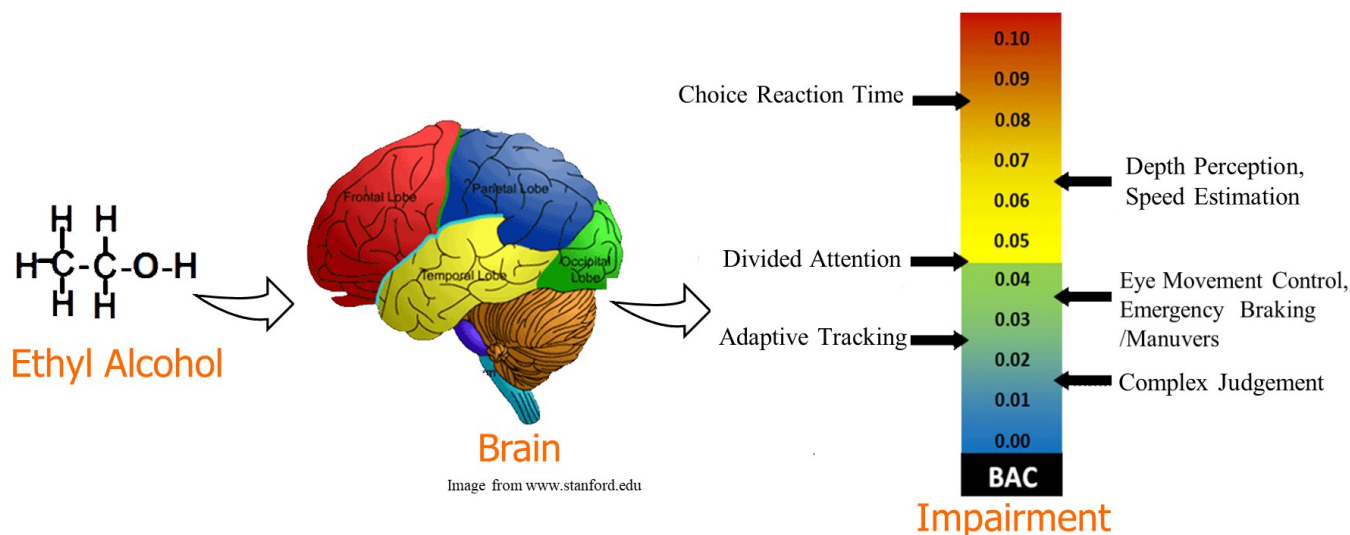 H H
H-C-C-O-H
H H
Ethyl Alcohol
Frontal Lobe
Parietal Lobe
Temporal Lobe
Occipital
Lobe
Brain
Image from www.stanford.edu
Choice Reaction Time
Divided Attention
Adaptive Tracking
0.10
0.09
0.08
0.07
0.06
0.05
0.04
0.03
0.02
0.01
0.00
BAC
Impairment
Depth Perception,
Speed Estimation
Eye Movement Control,
Emergency Braking
/Manuvers
Complex Judgement